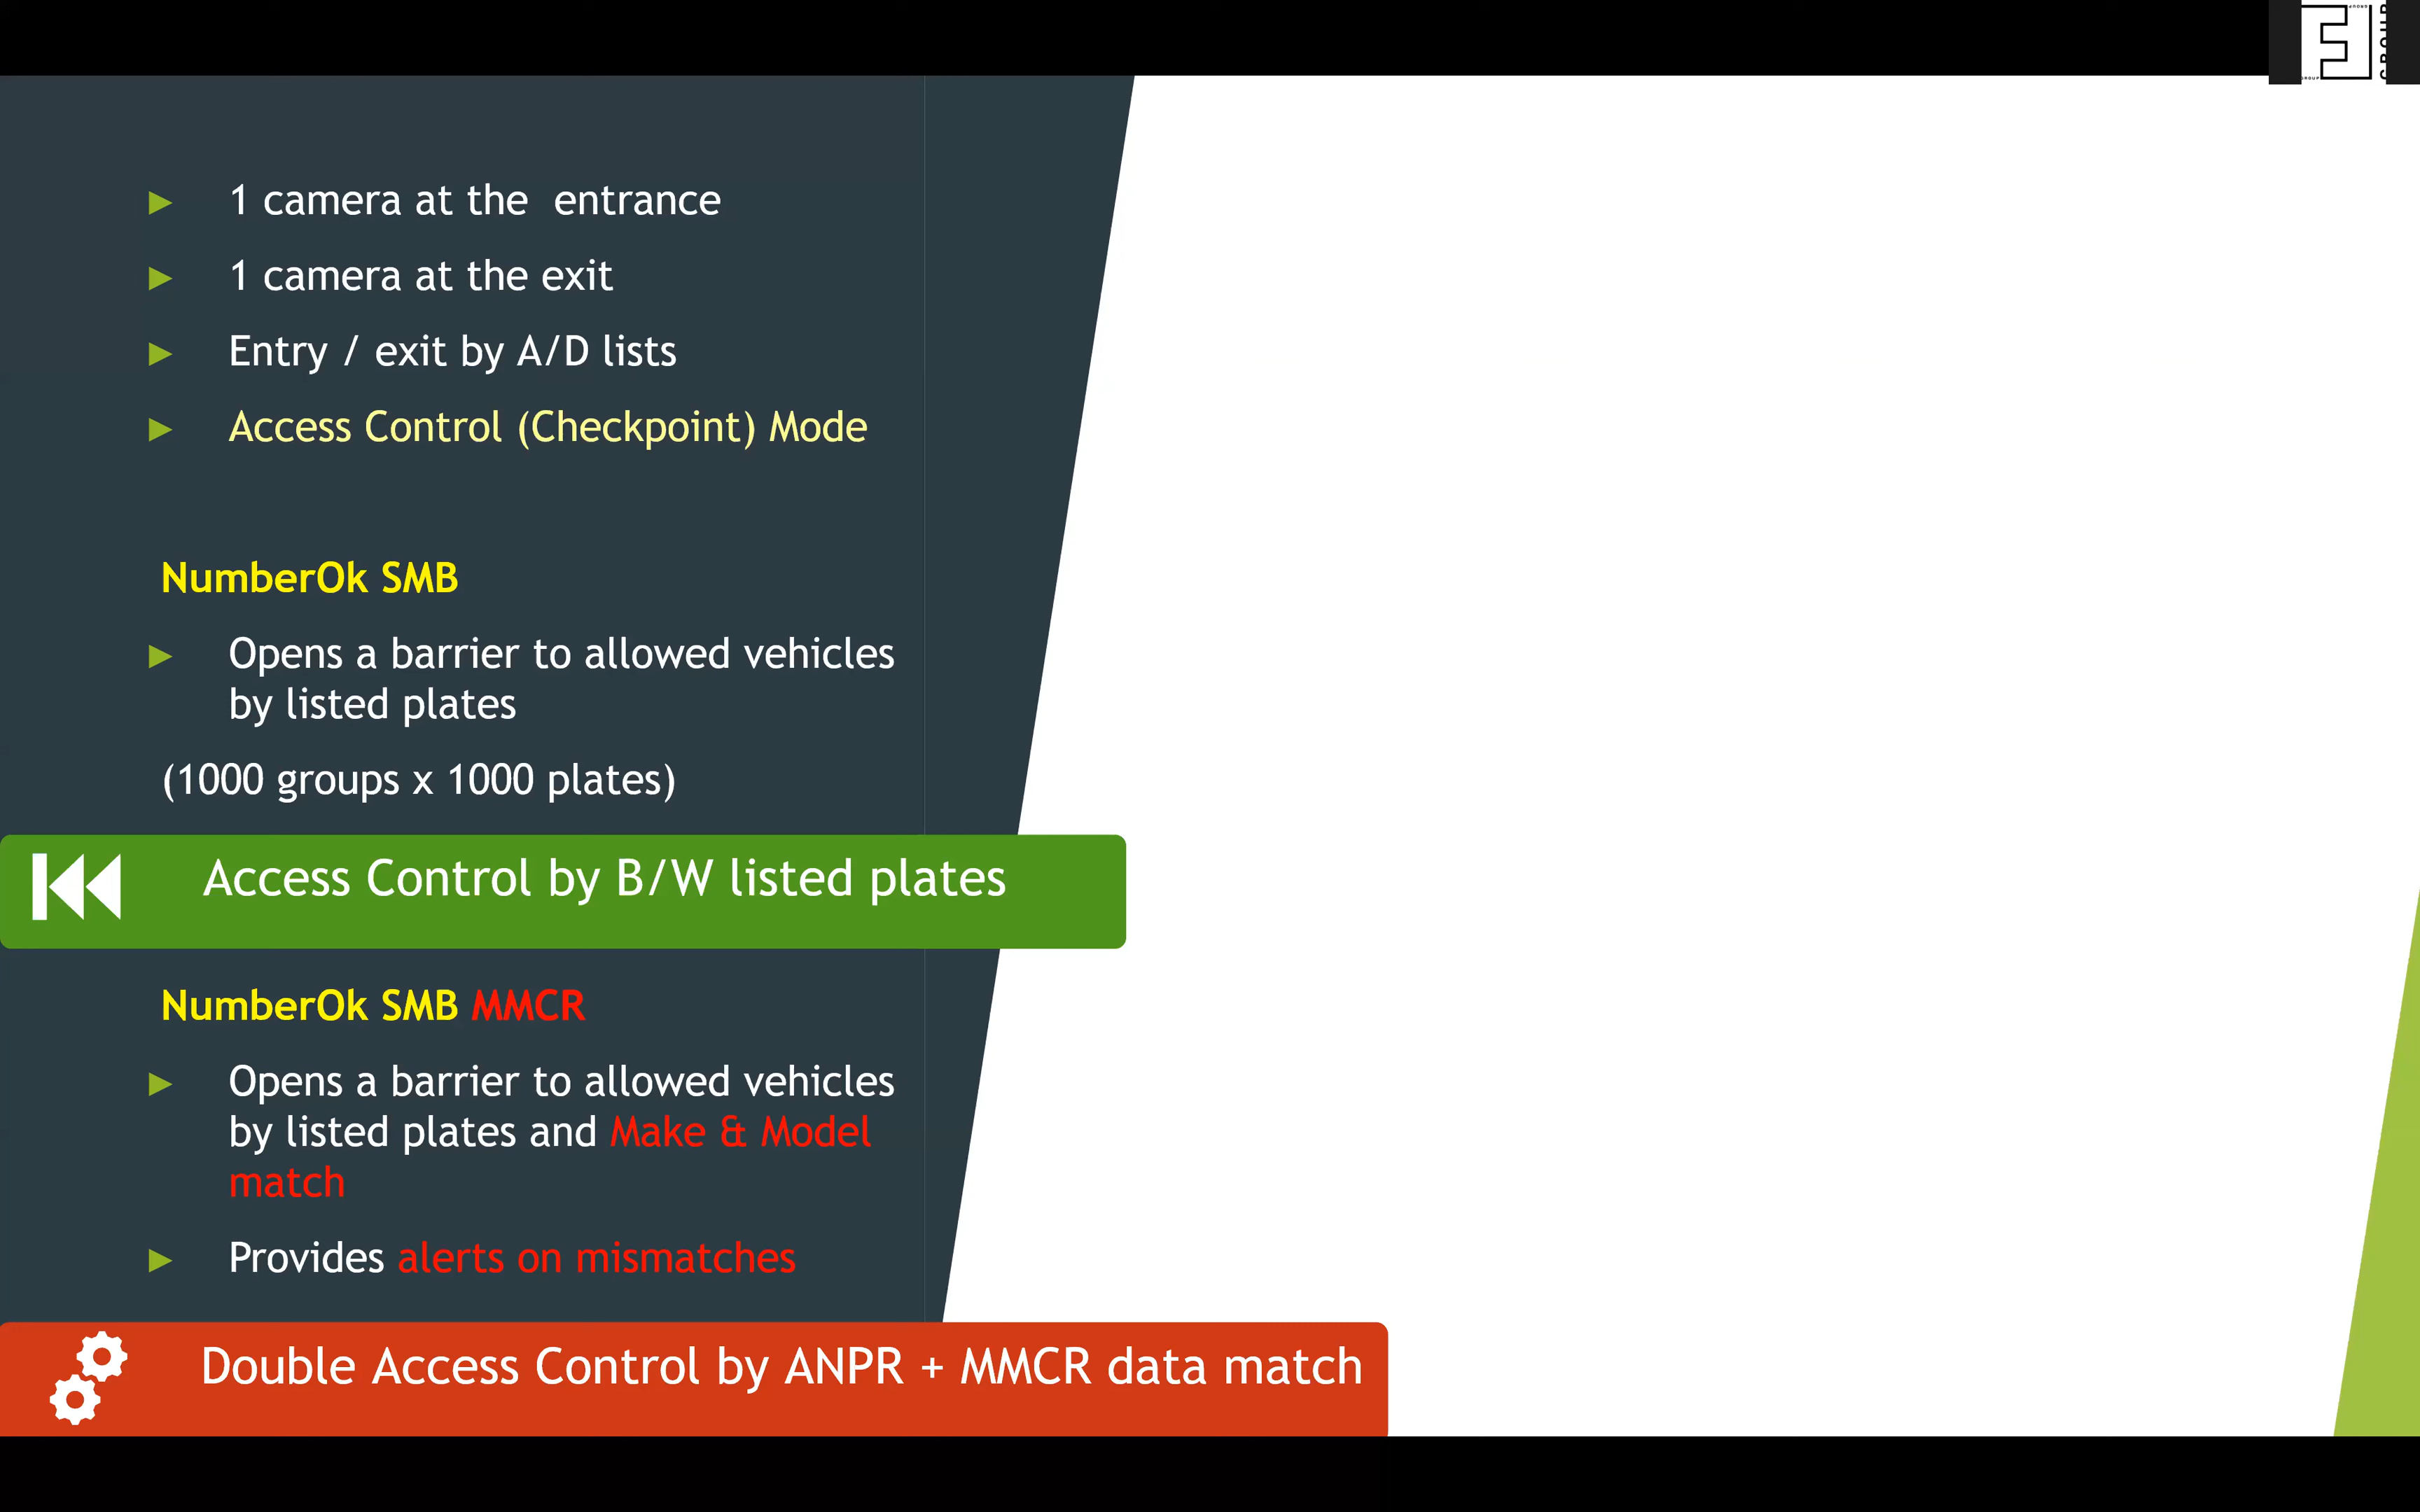 1 camera at the entrance
1 camera at the exit
Entry / exit by A/D lists
Access Control (Checkpoint) Mode
NumberOk SMB
Opens a barrier to allowed vehicles
by listed plates
(1000 groups x 1000 plates)
Access Control by B/W listed plates
NumberOk SMB MMCR
Opens a barrier to allowed vehicles
by listed plates and Make & Model
match
Provides alerts on mismatches
Double Access Control by ANPR + MMCR data match